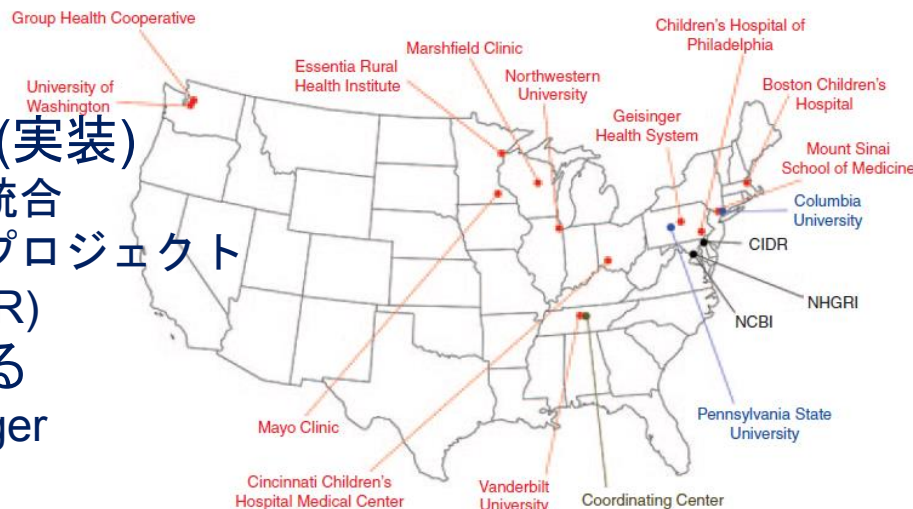 Group Health Cooperative
University of
Washington
Essentia Rural
Health Institute
Marshfield Clinic
Northwestern
University
Children's Hospital of
Philadelphia
Geisinger
Health System
Boston Children's
Hospital
Mount Sinai
School of Medicine
Columbia
University
CIDR
NHGRI
NCBI
Pennsylvania State
University
Mayo Clinic
Cincinnati Children's
Hospital Medical Center
Vanderbilt
University
Coordinating Center
(実装)
統合
プロジェクト
R)
る
ger